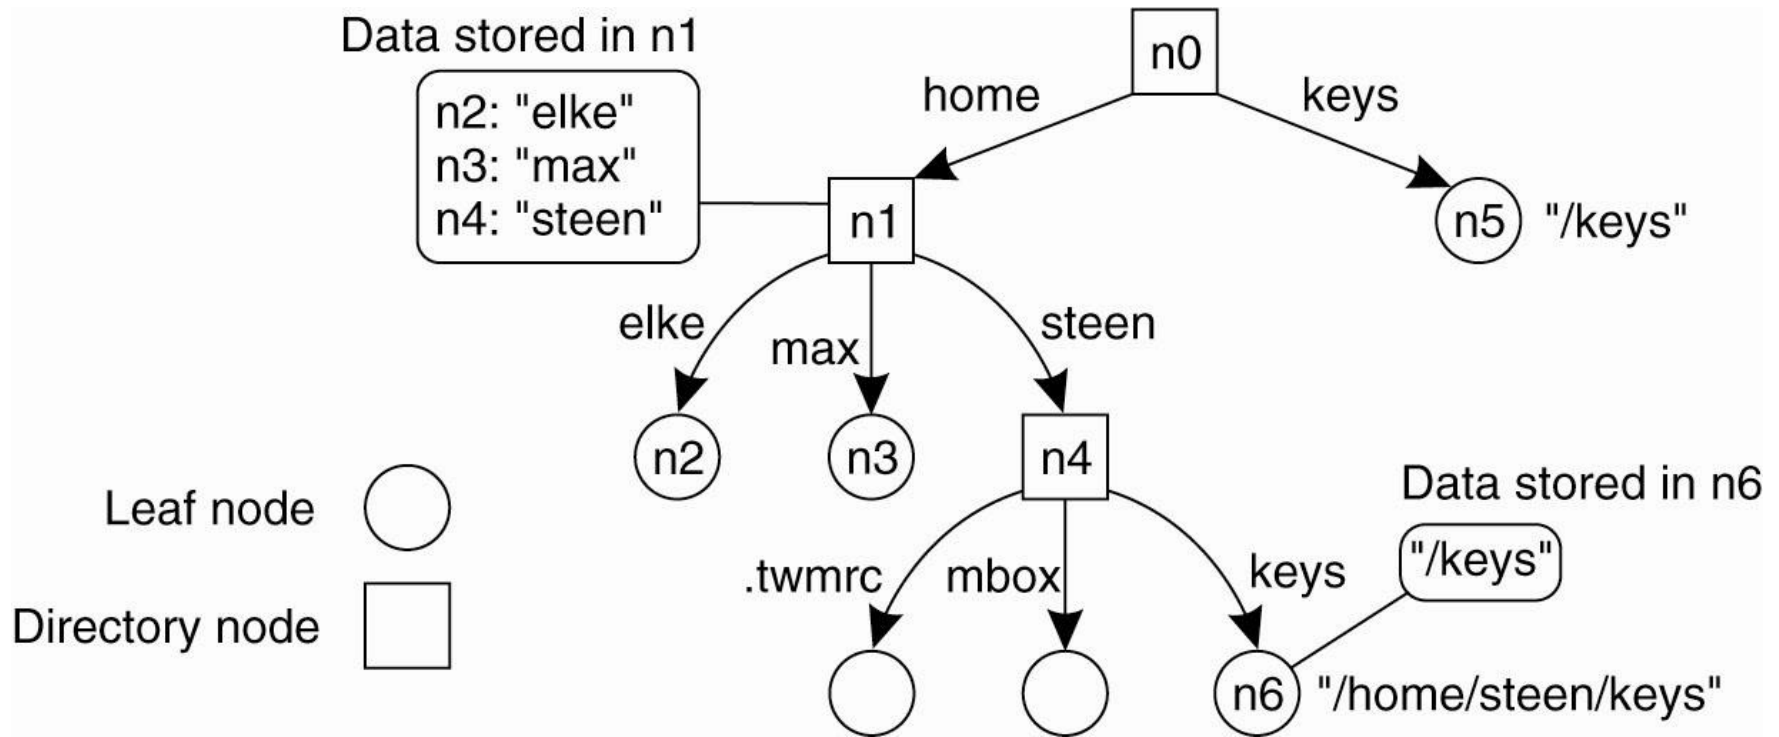 Data stored in n1
n0
n2: "elke"
n3: "max"
n4: "steen"
home
keys
n1
n5
"/keys"
elke
max
steen
n2
n3
n4
Leaf node
Data stored in n6
"/keys"
.twmrc
mbox
keys
Directory node
n6
"/home/steen/keys"